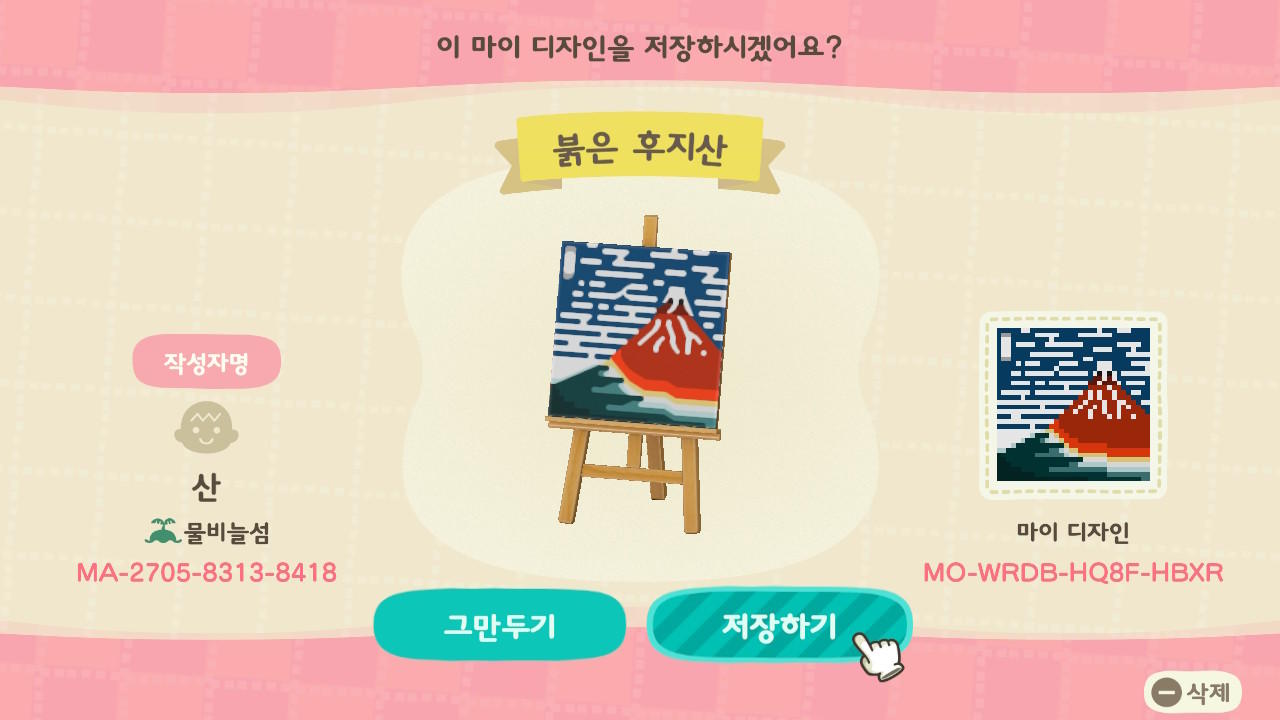 이 마이 디자인을 저장하시겠어요?
붉은 후지산
작성자명
산
물비늘섬
MA-2705-8313-8418
마이 디자인
MO-WRDB-HQ8F-HBXR
그만두기
저장하기
삭제